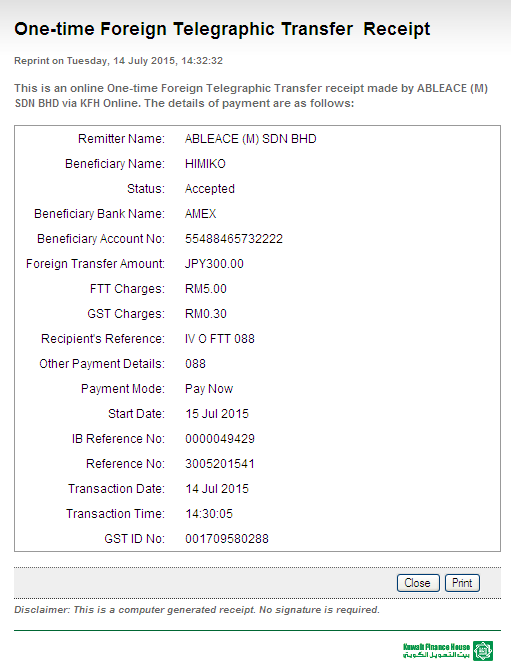 One-time Foreign Telegraphic Transfer Receipt
Reprint on Tuesday, 14 July 2015, 14:32:32
This is an online One-time Foreign Telegraphic Transfer receipt made by ABLEACE (M)
SDN BHD via KFH Online. The details of payment are as follows:
Remitter Name: ABLEACE (M) SDN BHD
Beneficiary Name: HIMIKO
Status: Accepted
Beneficiary Bank Name: AMEX
Beneficiary Account No: 55488465732222
Foreign Transfer Amount: JPY300.00
FTT Charges: RM5.00
GST Charges: RM0.30
Recipient's Reference: IV O FTT 088
Other Payment Details: 088
Payment Mode: Pay Now
Start Date: 15 Jul 2015
IB Reference No: 0000049429
Reference No: 3005201541
Transaction Date: 14 Jul 2015
Transaction Time: 14:30:05
GST ID No: 001709580288
Close Print
Disclaimer: This is a computer generated receipt. No signature is required.
Kuwait Finance House
بيت التمويل الكويتي